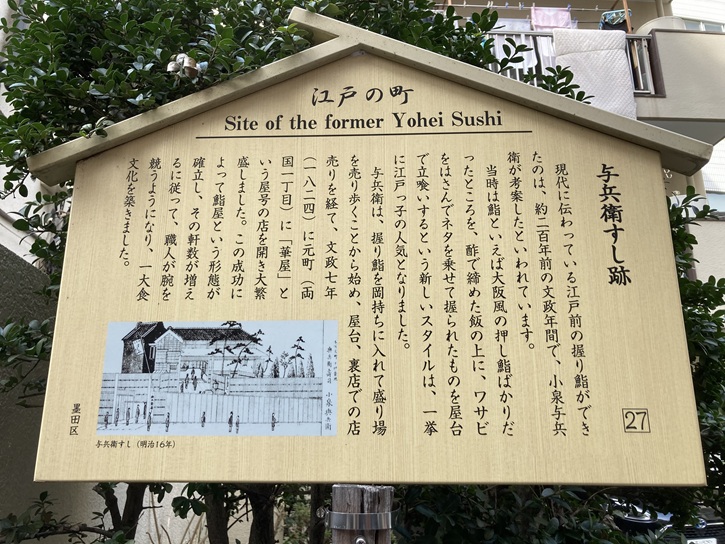 江戸の町
Site of the former Yohei Sushi
与兵衛すし跡
現代に伝わっている江戸前の握り鮨ができ
たのは、約二百年前の文政年間で、小泉与兵
衛が考案したといわれています。
当時は鮨といえば大阪風の押し鮨ばかりだ
ったところを、酢で締めた飯の上に、ワサビ
をはさんでネタを乗せて握られたものを屋台
で立喰いするという新しいスタイルは、一挙
に江戸っ子の人気となりました。
与兵衛は、握り鮨を岡持ちに入れて盛り場
を売り歩くことから始め、屋台、裏店での店
売りを経て、文政七年
(一八二四)に元町(両
国一丁目)に「華屋」と
いう屋号の店を開き大繁
盛しました。この成功に
よって鮨屋という形態が
確立し、その軒数が増え
るに従って、職人が腕を
競うようになり、一大食
文化を築きました。
27
小泉與兵衛
与兵衛すし(明治16年)
墨田区